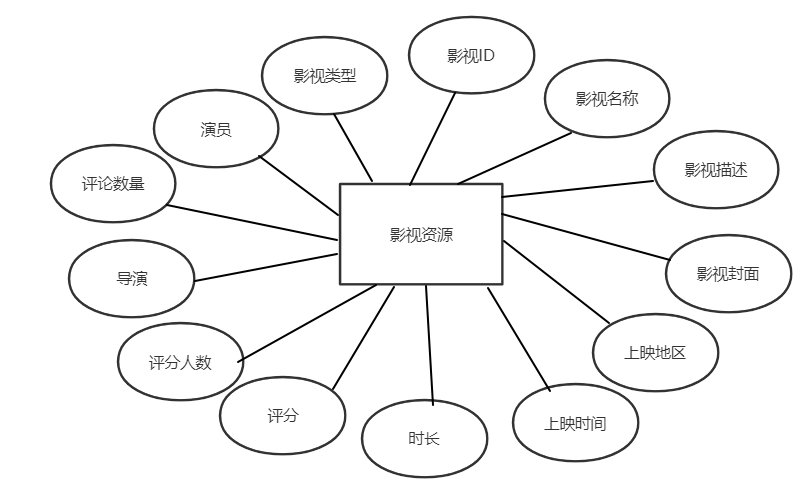 影视ID
影视类型
影视名称
演员
影视描述
评论数量
影视资源
影视封面
导演
上映地区
评分人数
评分
上映时间
时长